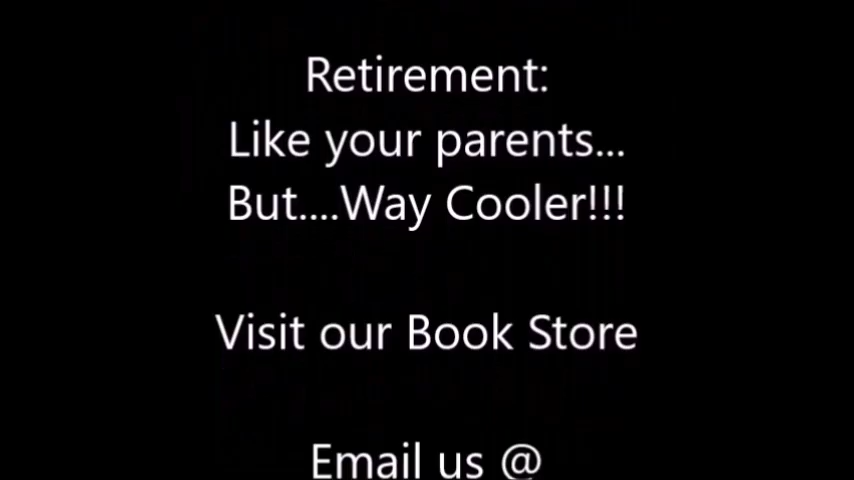 Retirement:
Like your parents...
But....Way Cooler!!!
Visit our Book Store
Email us @